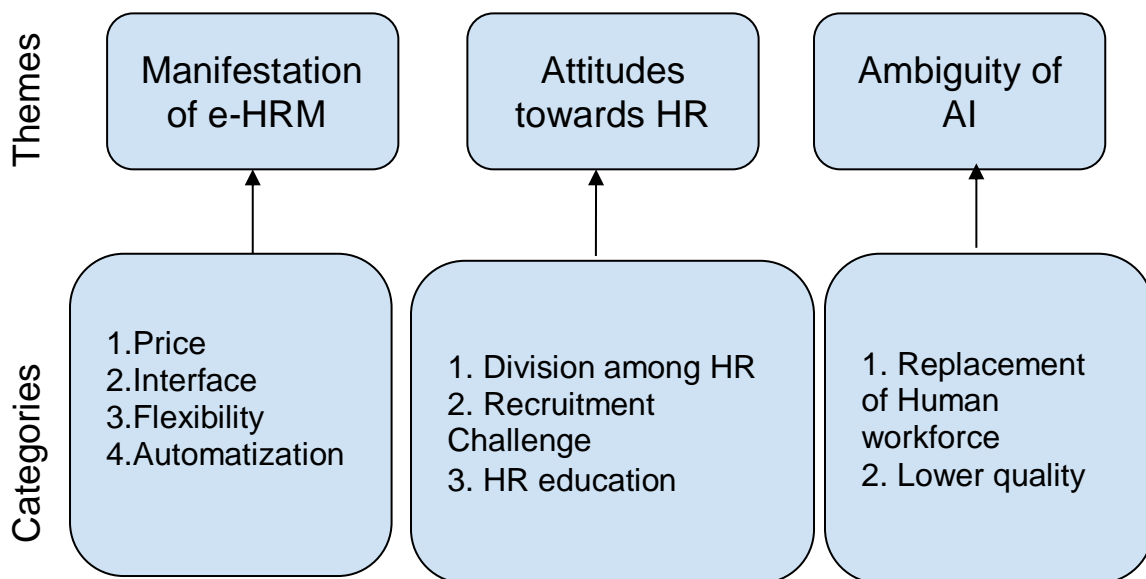 Themes
Manifestation
of e-HRM
Attitudes
towards HR
Ambiguity of
AI
Categories
1.Price
2.Interface
3.Flexibility
4.Automatization
1. Division among HR
2. Recruitment
Challenge
3. HR education
1. Replacement
of Human
workforce
2. Lower quality